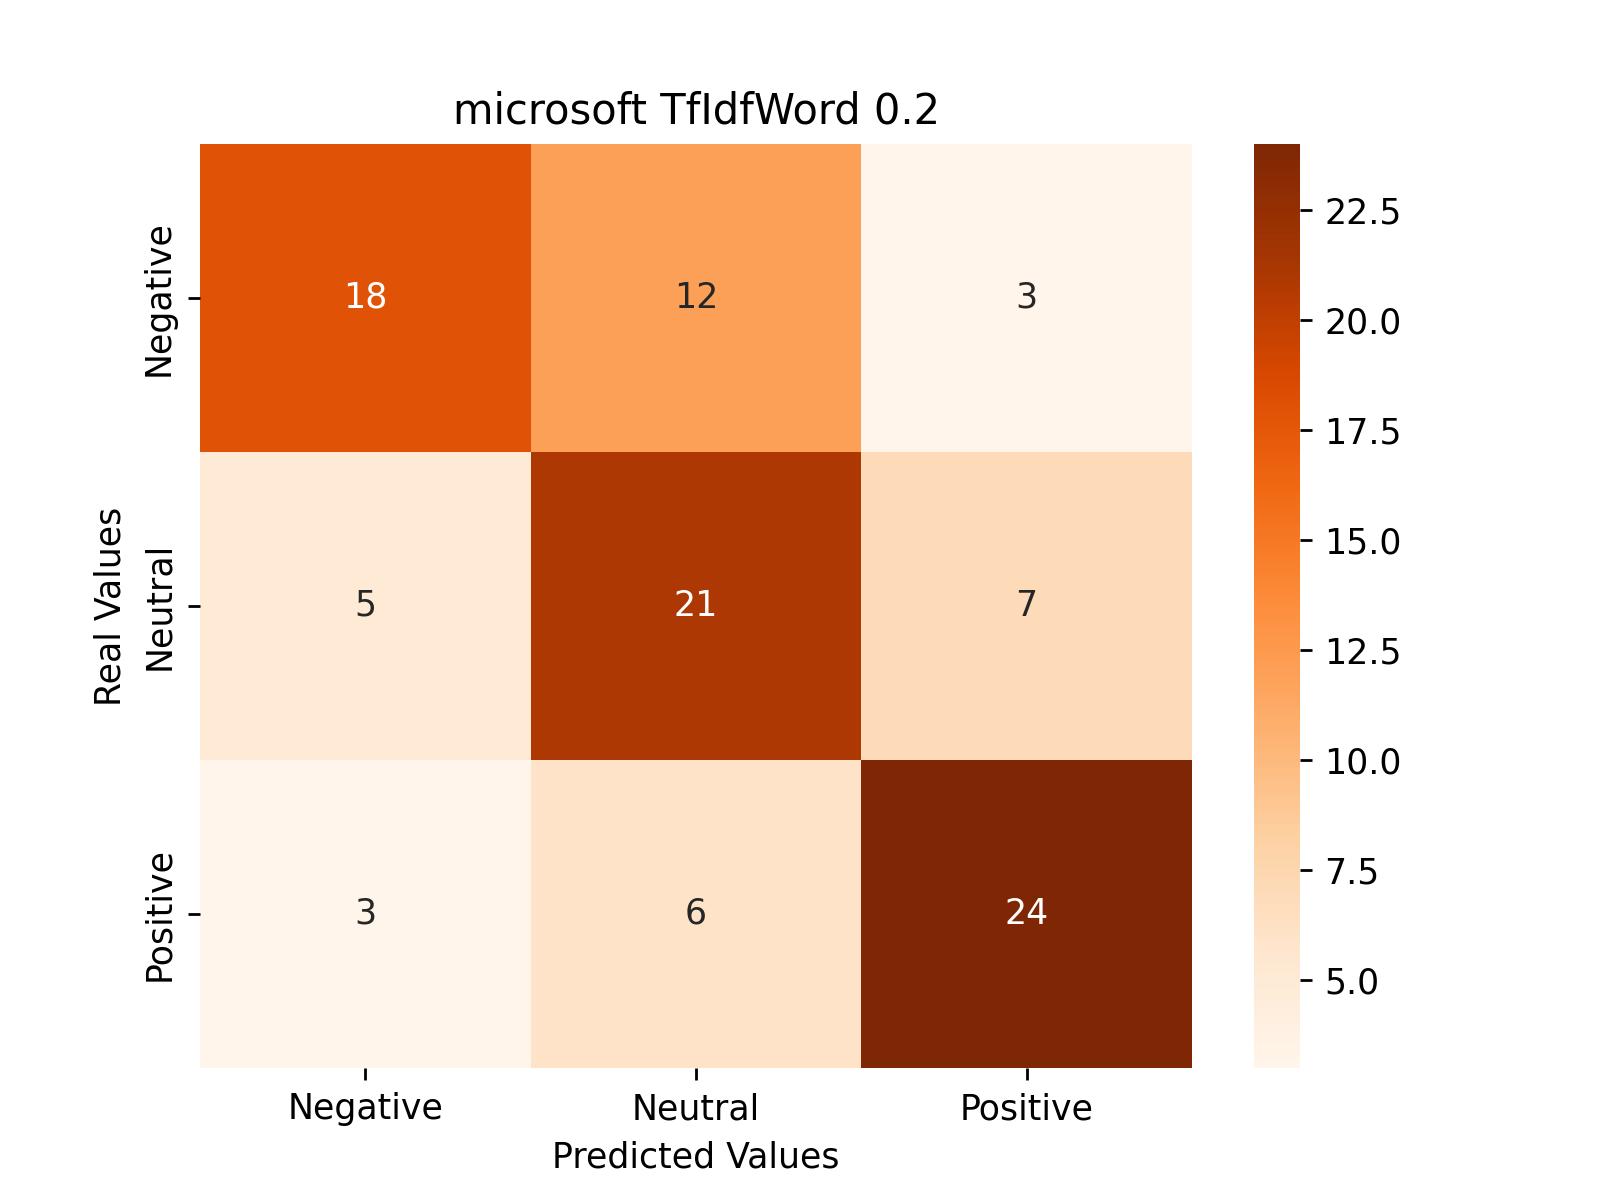 microsoft TfIdfWord 0.2
Real Values
Negative
Neutral
Positive
18 12 3
5 21 7
3 6 24
Negative Neutral Positive
Predicted Values
22.5
20.0
17.5
15.0
12.5
10.0
7.5
5.0